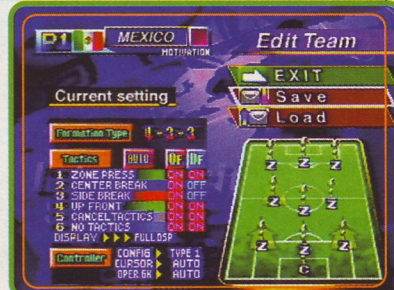 P1 MEXICO
MOTIVATION
Edit Team
EXIT
Save
Load
Current setting
Formation Type 4-3-3
Tactics AUTO OF DF
1 ZONE PRESS ON ON
2 CENTER BREAK ON OFF
3 SIDE BREAK ON OFF
4 UP FRONT ON ON
5 CANCEL TACTICS ON ON
6 NO TACTICS ON ON
DISPLAY FULL DSP
Controller CONFIG TYPE 1
CURSOR AUTO
OPER.GK AUTO
Z Z Z
Z Z Z
Z Z Z
C